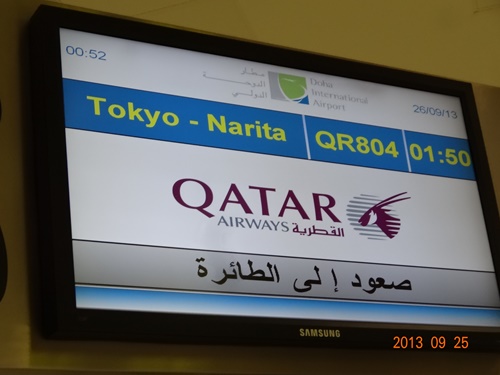 00:52
مطار
الدوحة
الدولي
Doha
International
Airport
26/09/13
Tokyo - Narita QR804 01:50
QATAR
AIRWAYS القطرية
صعود إلى الطائرة
SAMSUNG
2013 09 25